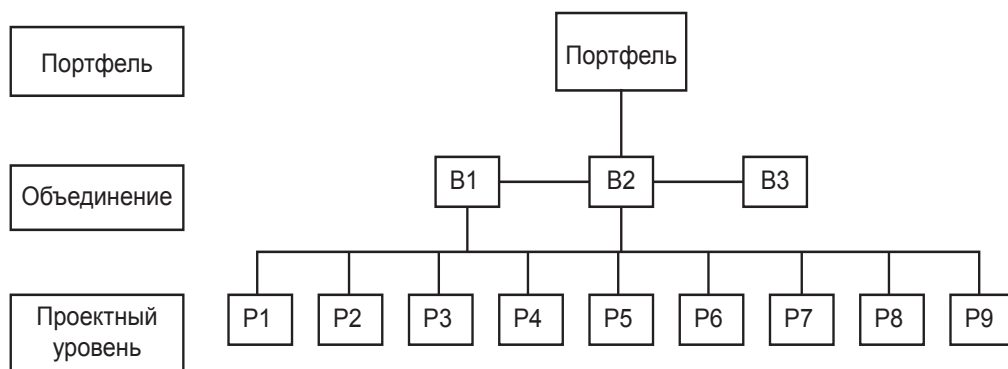 Портфель
Портфель
Объединение
B1
B2
B3
Проектный
уровень
P1
P2
P3
P4
P5
P6
P7
P8
P9